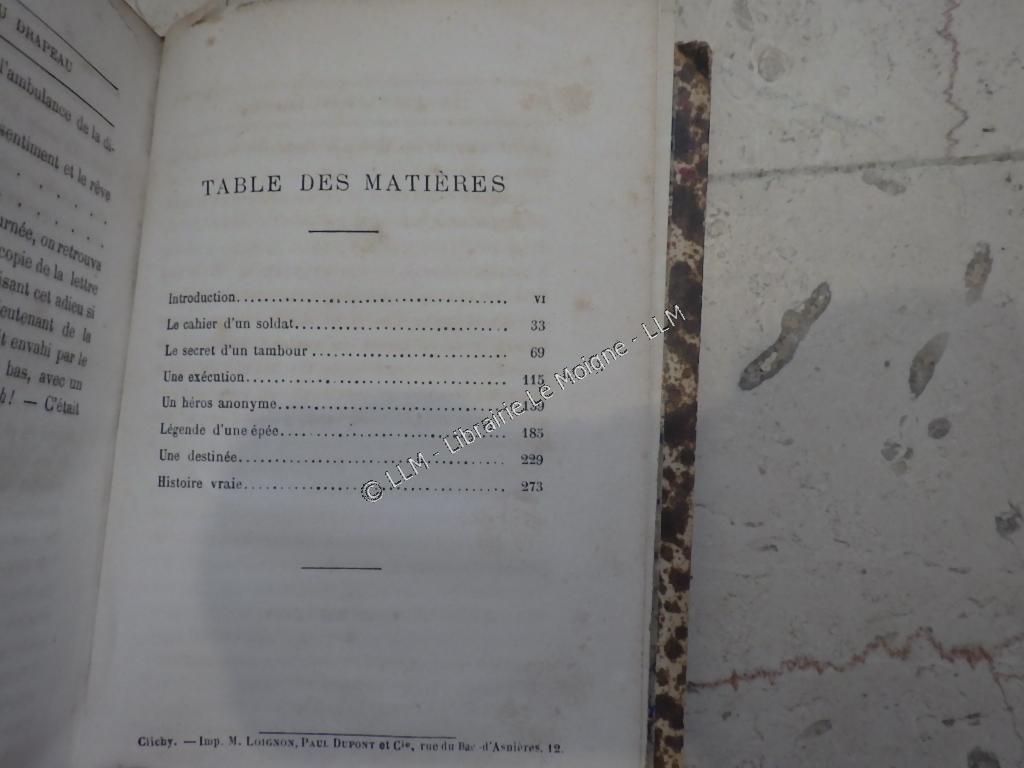 U DRAPEAU
l'ambulance de la di-
sentiment et le rêve
. . . . .
. . . . .
urnée, on retrouva
copie de la lettre
isant cet adieu si
ieutenant de la
t envahi par le
bas, avec un
h! — C'était
TABLE DES MATIÈRES
Introduction........................................ VI
Le cahier d'un soldat................................ 33
Le secret d'un tambour .............................. 69
Une exécution....................................... 115
Un héros anonyme....................................
Légende d'une épée.................................. 185
Une destinée........................................ 229
Histoire vraie...................................... 273
Clichy. — Imp. M. LOIGNON, PAUL DUPONT et Cie, rue du Bac-d'Asnières, 12.
© LLM - Librairie Le Moigne - LLM